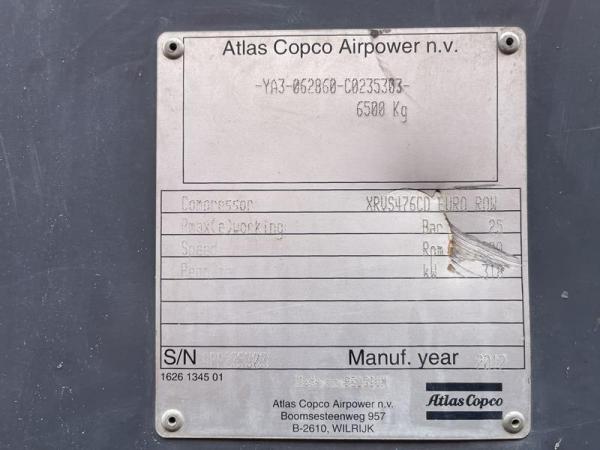 Atlas Copco Airpower n.v.
-YA3-062860-C0235303-
6500 Kg
Compressor XRVS476CD EURO ROW
Pmax(e)working Bar 25
Speed Rpm
kW
S/N Manuf. year
1626 1345 01
Atlas Copco
Atlas Copco Airpower n.v.
Boomsesteenweg 957
B-2610, WILRIJK